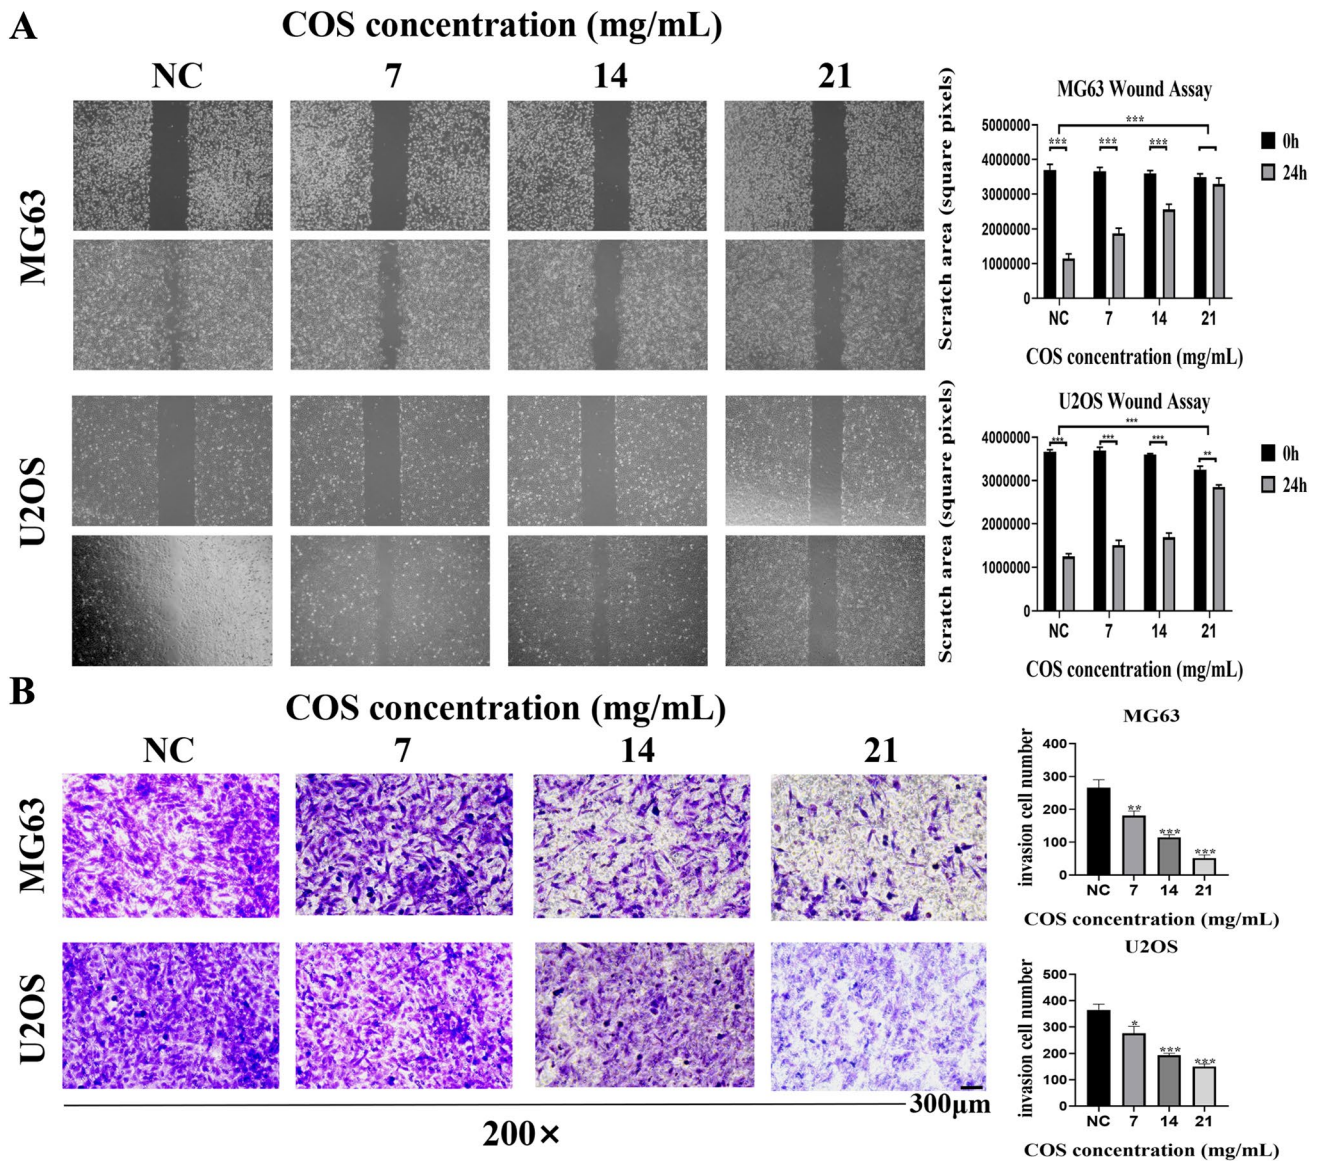 A
COS concentration (mg/mL)
NC 7 14 21
MG63
U2OS
MG63 Wound Assay
Scratch area (square pixels)
5000000
4000000
3000000
2000000
1000000
0
***
*** *** ***
0h
24h
NC 7 14 21
COS concentration (mg/mL)
U2OS Wound Assay
Scratch area (square pixels)
4000000
3000000
2000000
1000000
0
***
*** *** *** **
0h
24h
NC 7 14 21
COS concentration (mg/mL)
B
COS concentration (mg/mL)
NC 7 14 21
MG63
U2OS
300μm
200×
MG63
invasion cell number
400
300
200
100
0
** *** ***
NC 7 14 21
COS concentration (mg/mL)
U2OS
invasion cell number
500
400
300
200
100
0
* *** ***
NC 7 14 21
COS concentration (mg/mL)